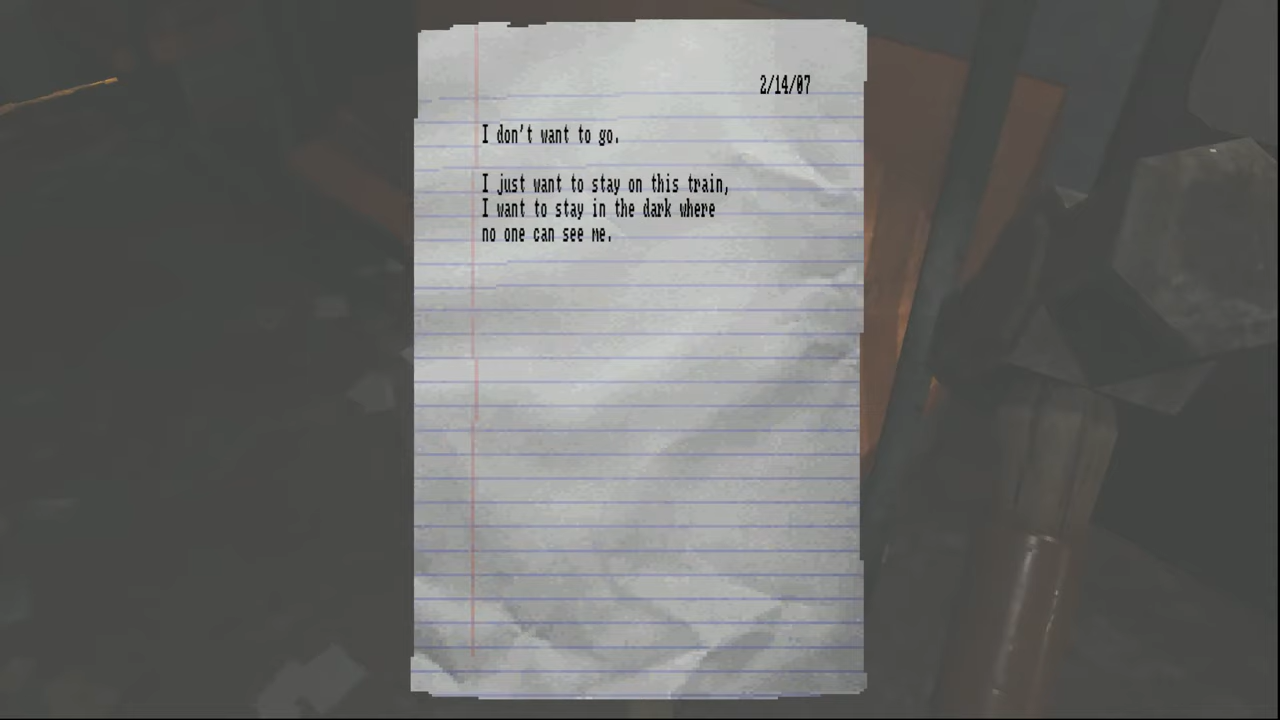 2/14/07
I don't want to go.
I just want to stay on this train,
I want to stay in the dark where
no one can see me.